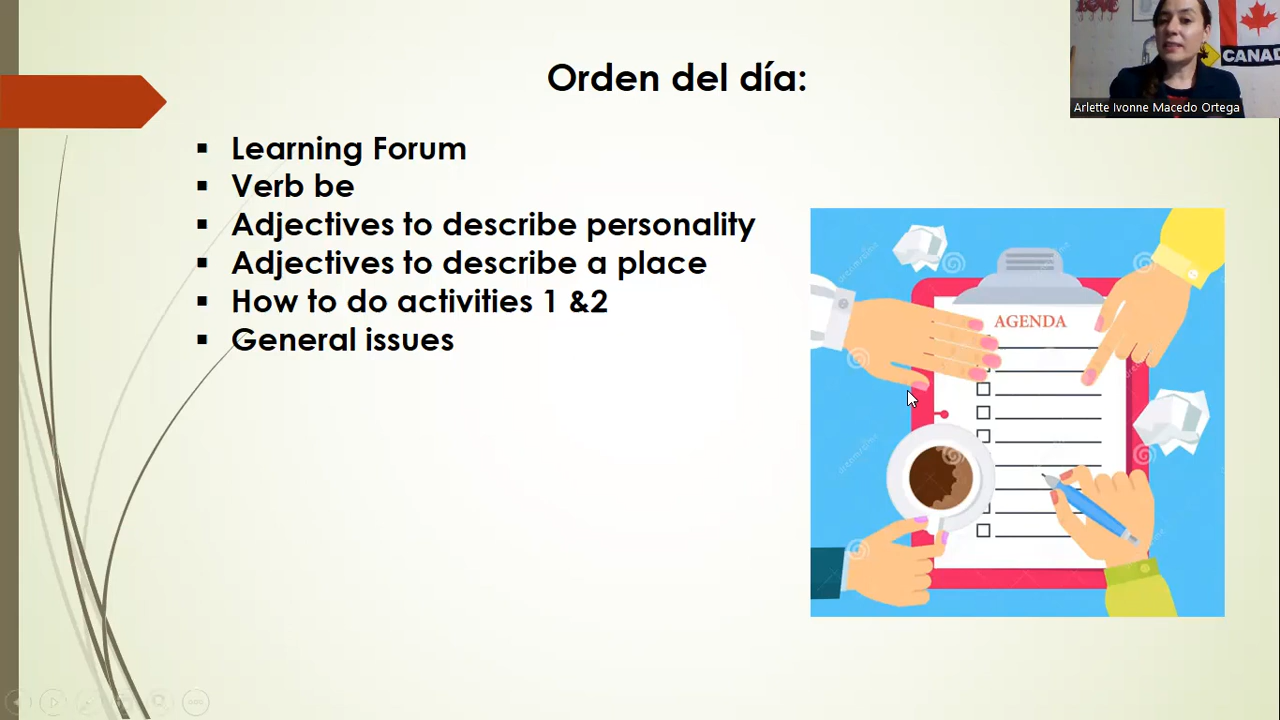 Orden del día:
▪ Learning Forum
▪ Verb be
▪ Adjectives to describe personality
▪ Adjectives to describe a place
▪ How to do activities 1 &2
▪ General issues
AGENDA
CANAD
Arlette Ivonne Macedo Ortega